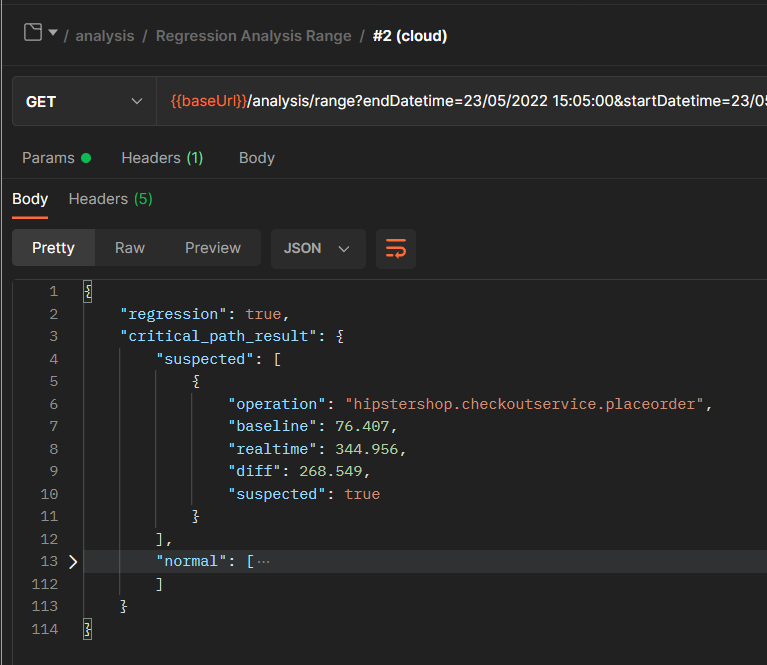 / analysis / Regression Analysis Range / #2 (cloud)
GET {{baseUrl}}/analysis/range?endDatetime=23/05/2022 15:05:00&startDatetime=23/05
Params Headers (1) Body
Body Headers (5)
Pretty Raw Preview JSON
1 {
2 "regression": true,
3 "critical_path_result": {
4 "suspected": [
5 {
6 "operation": "hipstershop.checkoutservice.placeorder",
7 "baseline": 76.407,
8 "realtime": 344.956,
9 "diff": 268.549,
10 "suspected": true
11 }
12 ],
13 "normal": [ ···
112 ]
113 }
114 }